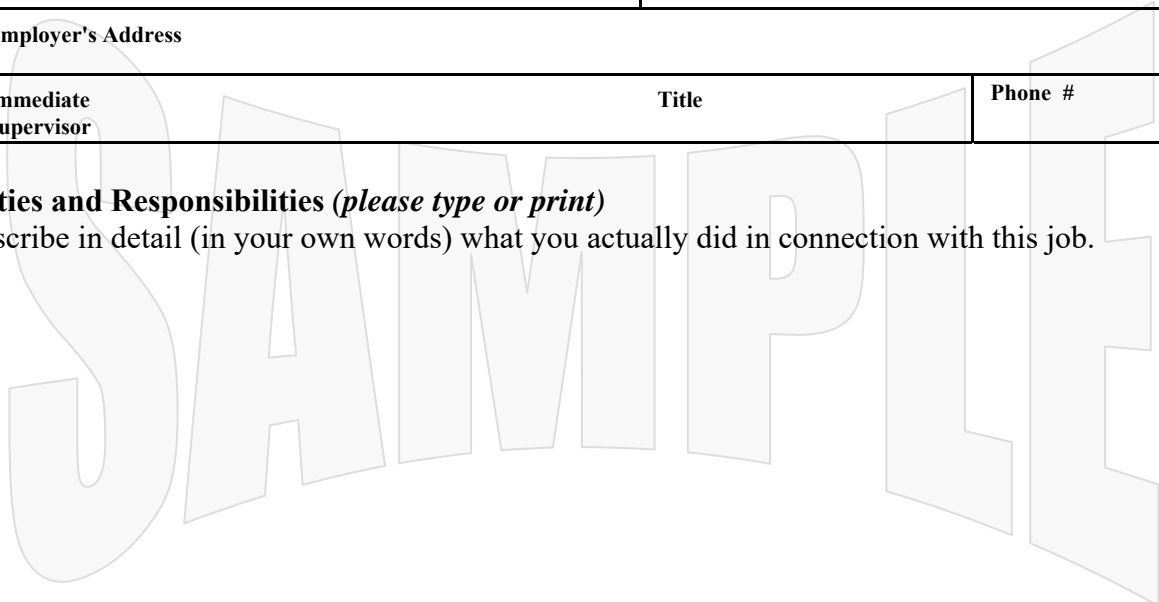 mployer's Address
mmediate Title Phone #
upervisor
ties and Responsibilities (please type or print)
scribe in detail (in your own words) what you actually did in connection with this job.
SAMPLE